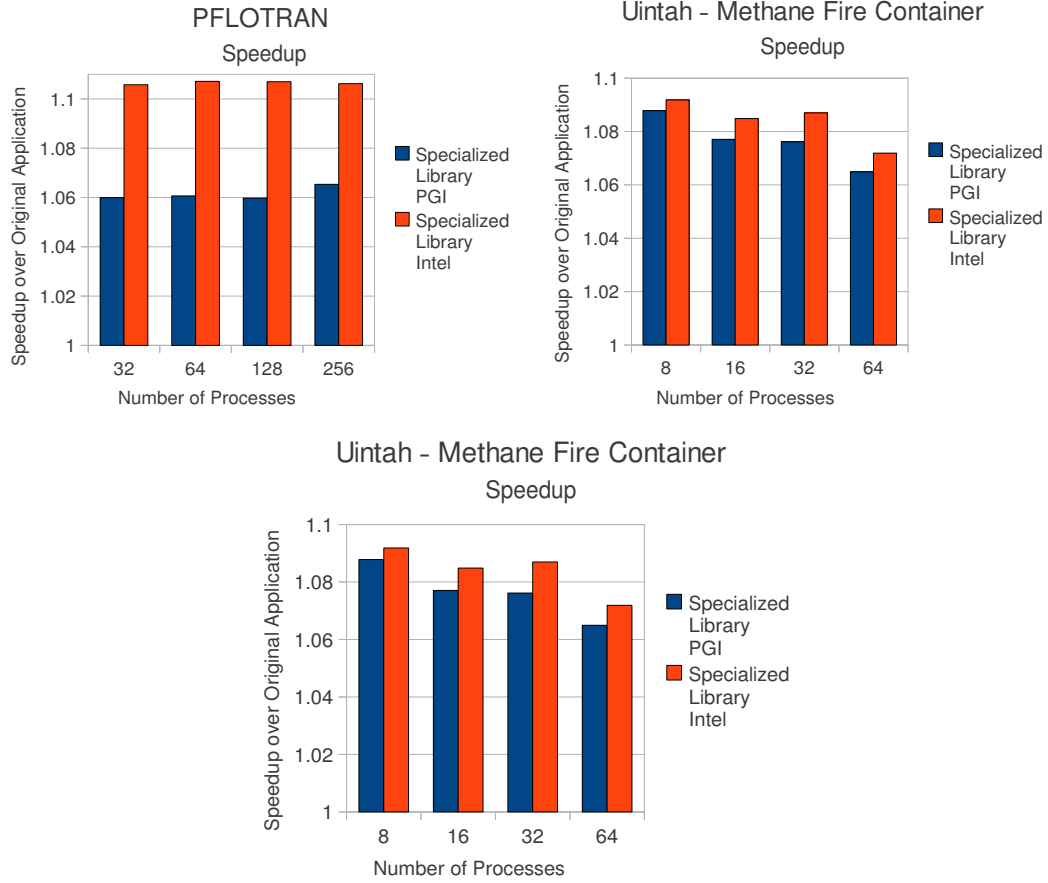 PFLOTRAN
Speedup
Speedup over Original Application
1.1
1.08
1.06
1.04
1.02
1
32 64 128 256
Number of Processes
Specialized
Library
PGI
Specialized
Library
Intel
Uintah - Methane Fire Container
Speedup
Speedup over Original Application
1.1
1.08
1.06
1.04
1.02
1
8 16 32 64
Number of Processes
Specialized
Library
PGI
Specialized
Library
Intel
Uintah - Methane Fire Container
Speedup
Speedup over Original Application
1.1
1.08
1.06
1.04
1.02
1
8 16 32 64
Number of Processes
Specialized
Library
PGI
Specialized
Library
Intel